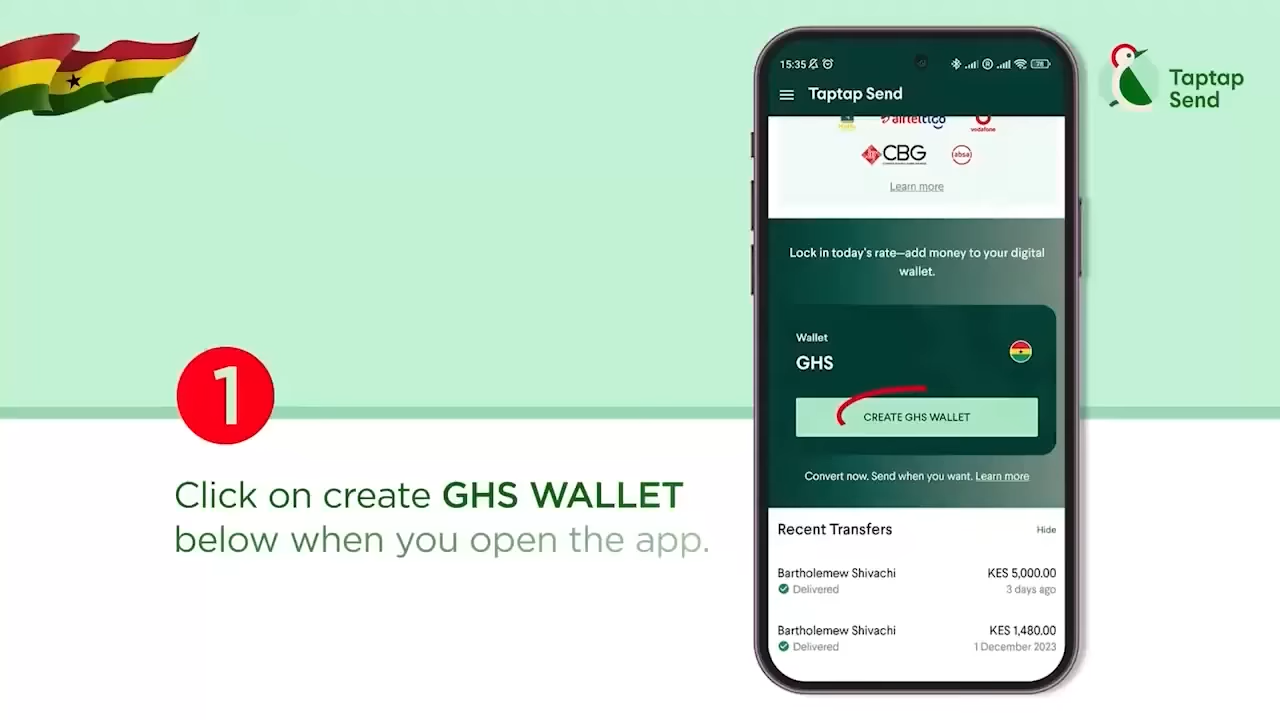 15:35
Taptap Send
airteltigo
vodafone
CBG
absa
Learn more
Lock in today's rate—add money to your digital
wallet.
Wallet
GHS
CREATE GHS WALLET
Convert now. Send when you want. Learn more
Recent Transfers
Hide
Bartholemew Shivachi
KES 5,000.00
Delivered
3 days ago
Bartholemew Shivachi
KES 1,480.00
Delivered
1 December 2023
Taptap
Send
1
Click on create GHS WALLET
below when you open the app.